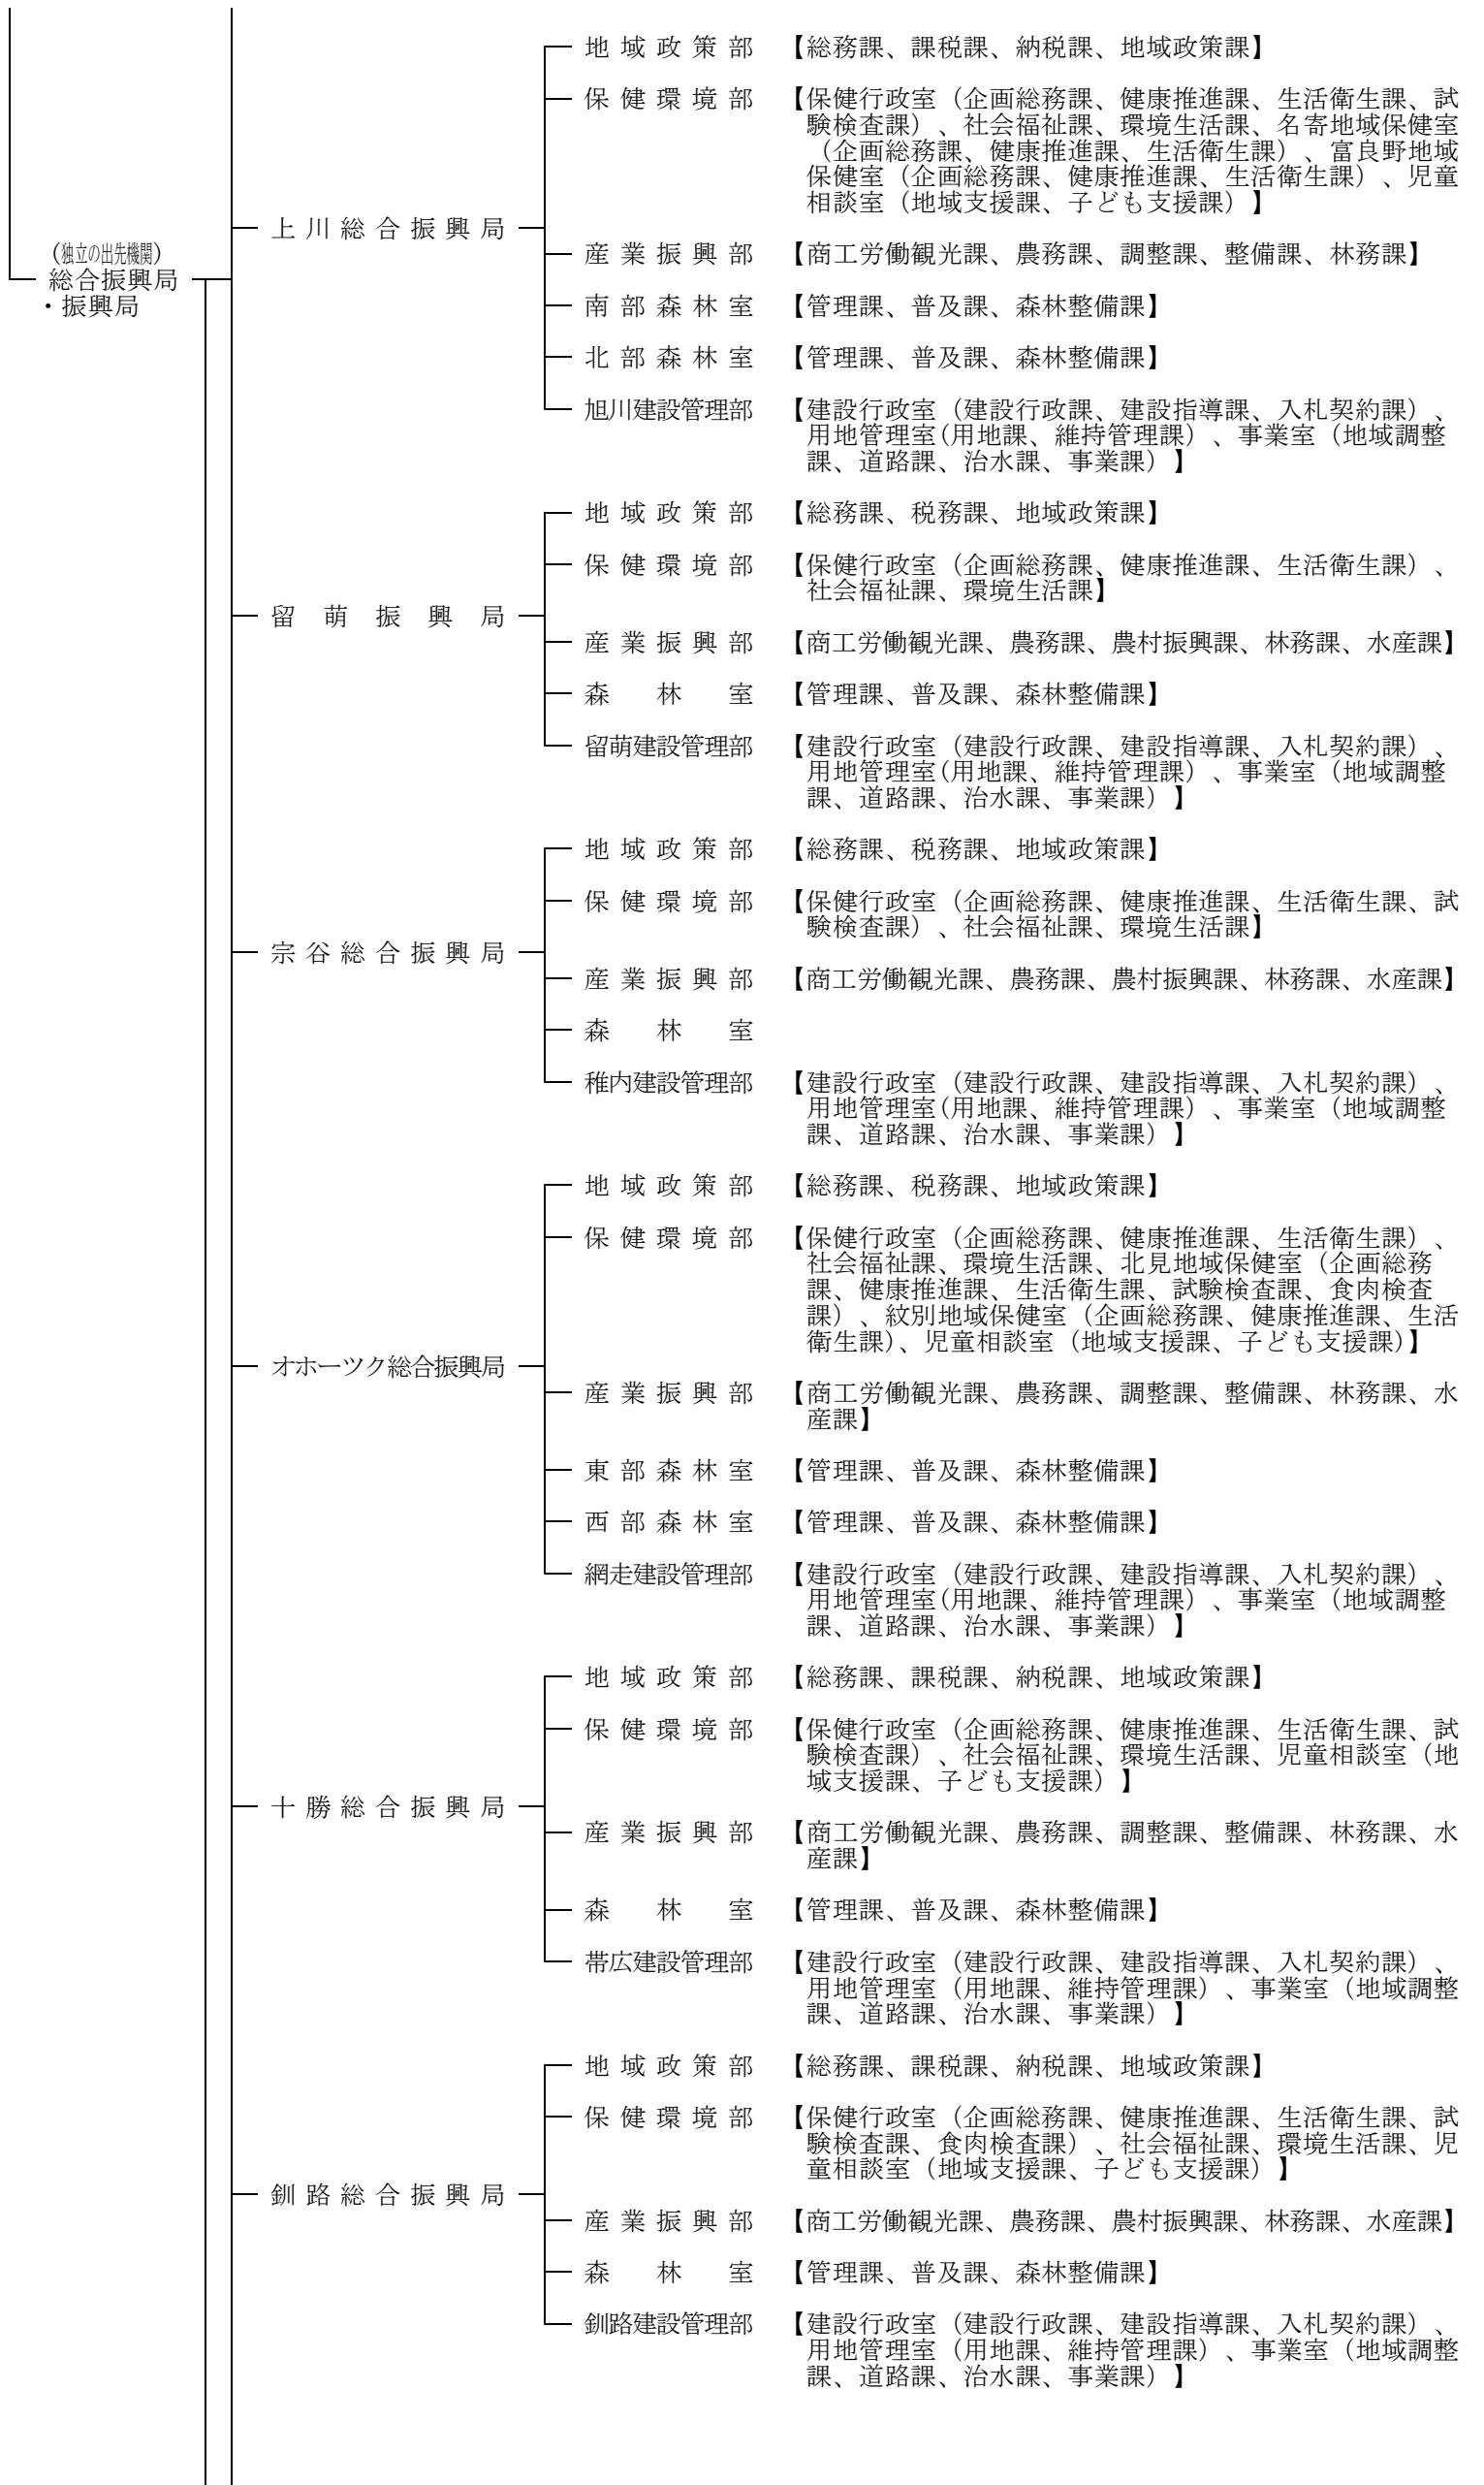 (独立の出先機関)
総合振興局
・振興局
上川総合振興局
地域政策部 【総務課、課税課、納税課、地域政策課】
保健環境部 【保健行政室（企画総務課、健康推進課、生活衛生課、試
験検査課）、社会福祉課、環境生活課、名寄地域保健室
（企画総務課、健康推進課、生活衛生課）、富良野地域
保健室（企画総務課、健康推進課、生活衛生課）、児童
相談室（地域支援課、子ども支援課）】
産業振興部 【商工労働観光課、農務課、調整課、整備課、林務課】
南部森林室 【管理課、普及課、森林整備課】
北部森林室 【管理課、普及課、森林整備課】
旭川建設管理部 【建設行政室（建設行政課、建設指導課、入札契約課）、
用地管理室(用地課、維持管理課）、事業室（地域調整
課、道路課、治水課、事業課）】
留萌振興局
地域政策部 【総務課、税務課、地域政策課】
保健環境部 【保健行政室（企画総務課、健康推進課、生活衛生課）、
社会福祉課、環境生活課】
産業振興部 【商工労働観光課、農務課、農村振興課、林務課、水産課】
森林室 【管理課、普及課、森林整備課】
留萌建設管理部 【建設行政室（建設行政課、建設指導課、入札契約課）、
用地管理室(用地課、維持管理課）、事業室（地域調整
課、道路課、治水課、事業課）】
宗谷総合振興局
地域政策部 【総務課、税務課、地域政策課】
保健環境部 【保健行政室（企画総務課、健康推進課、生活衛生課、試
験検査課）、社会福祉課、環境生活課】
産業振興部 【商工労働観光課、農務課、農村振興課、林務課、水産課】
森林室
稚内建設管理部 【建設行政室（建設行政課、建設指導課、入札契約課）、
用地管理室(用地課、維持管理課）、事業室（地域調整
課、道路課、治水課、事業課）】
オホーツク総合振興局
地域政策部 【総務課、税務課、地域政策課】
保健環境部 【保健行政室（企画総務課、健康推進課、生活衛生課）、
社会福祉課、環境生活課、北見地域保健室（企画総務
課、健康推進課、生活衛生課、試験検査課、食肉検査
課）、紋別地域保健室（企画総務課、健康推進課、生活
衛生課)、児童相談室（地域支援課、子ども支援課)】
産業振興部 【商工労働観光課、農務課、調整課、整備課、林務課、水
産課】
東部森林室 【管理課、普及課、森林整備課】
西部森林室 【管理課、普及課、森林整備課】
網走建設管理部 【建設行政室（建設行政課、建設指導課、入札契約課）、
用地管理室(用地課、維持管理課）、事業室（地域調整
課、道路課、治水課、事業課）】
十勝総合振興局
地域政策部 【総務課、課税課、納税課、地域政策課】
保健環境部 【保健行政室（企画総務課、健康推進課、生活衛生課、試
験検査課）、社会福祉課、環境生活課、児童相談室（地
域支援課、子ども支援課）】
産業振興部 【商工労働観光課、農務課、調整課、整備課、林務課、水
産課】
森林室 【管理課、普及課、森林整備課】
帯広建設管理部 【建設行政室（建設行政課、建設指導課、入札契約課）、
用地管理室（用地課、維持管理課）、事業室（地域調整
課、道路課、治水課、事業課）】
釧路総合振興局
地域政策部 【総務課、課税課、納税課、地域政策課】
保健環境部 【保健行政室（企画総務課、健康推進課、生活衛生課、試
験検査課、食肉検査課）、社会福祉課、環境生活課、児
童相談室（地域支援課、子ども支援課）】
産業振興部 【商工労働観光課、農務課、農村振興課、林務課、水産課】
森林室 【管理課、普及課、森林整備課】
釧路建設管理部 【建設行政室（建設行政課、建設指導課、入札契約課）、
用地管理室（用地課、維持管理課）、事業室（地域調整
課、道路課、治水課、事業課）】